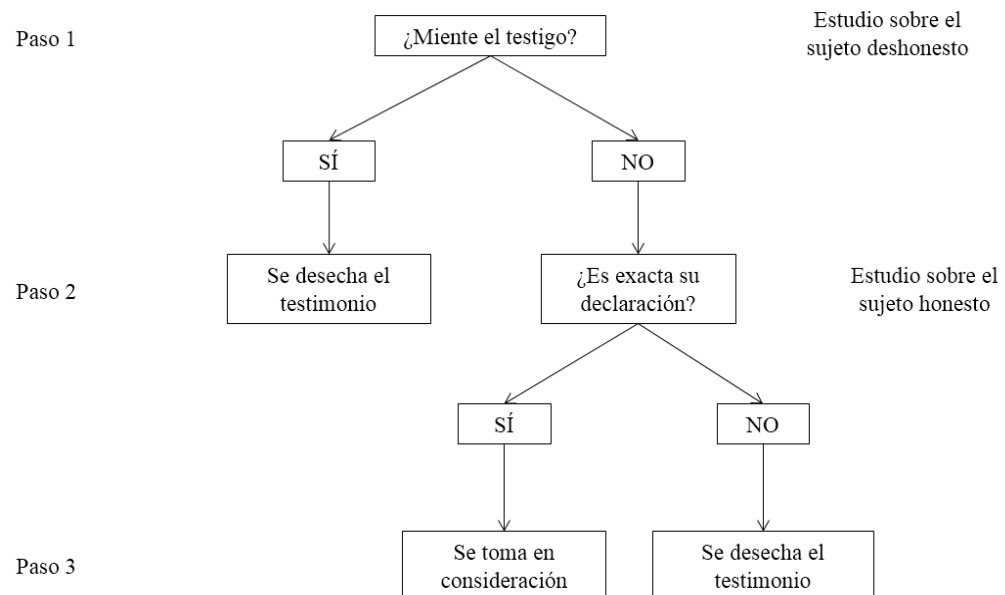 Paso 1
¿Miente el testigo?
Estudio sobre el
sujeto deshonesto
SÍ
NO
Paso 2
Se desecha el
testimonio
¿Es exacta su
declaración?
Estudio sobre el
sujeto honesto
SÍ
NO
Paso 3
Se toma en
consideración
Se desecha el
testimonio